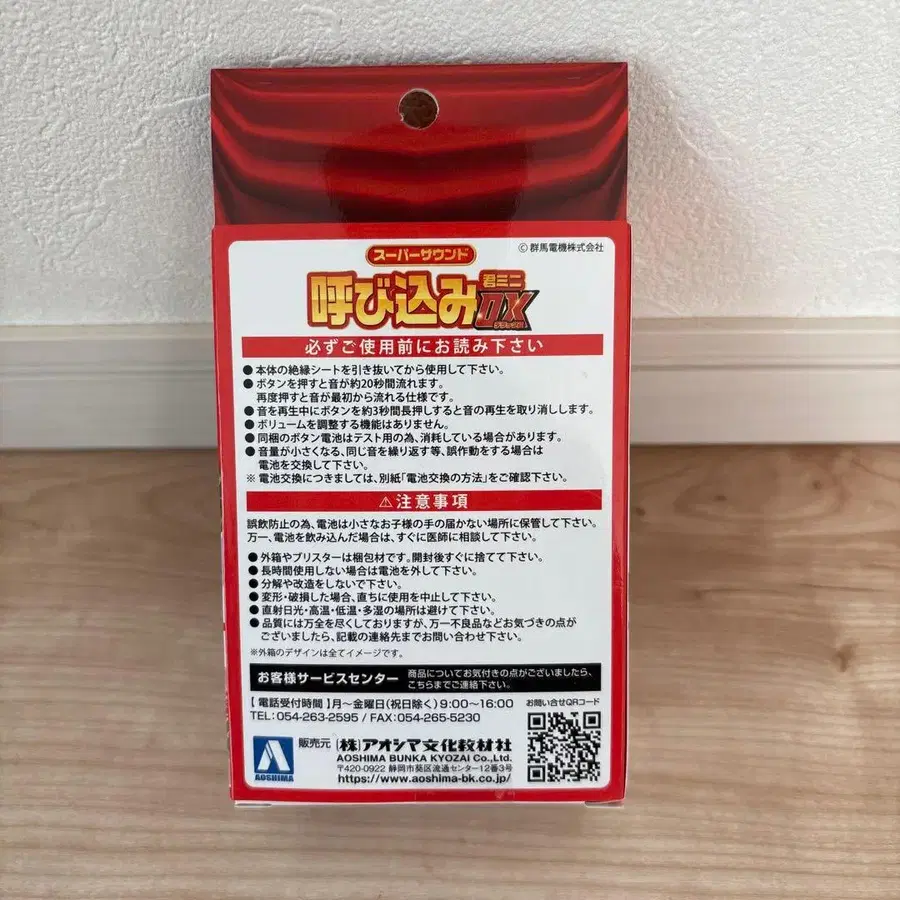 © 群馬電機株式会社
スーパーサウンド
呼び込み君ミニDX
デラックス
必ずご使用前にお読み下さい
●本体の絶縁シートを引き抜いてから使用して下さい。
●ボタンを押すと音が約20秒間流れます。
再度押すと音が最初から流れる仕様です。
●音を再生中にボタンを約3秒間長押しすると音の再生を取り消しします。
●ボリュームを調整する機能はありません。
●同梱のボタン電池はテスト用の為、消耗している場合があります。
●音量が小さくなる、同じ音を繰り返す等、誤作動をする場合は
電池を交換して下さい。
※電池交換につきましては、別紙「電池交換の方法」をご確認下さい。
⚠注意事項
誤飲防止の為、電池は小さなお子様の手の届かない場所に保管して下さい。
万一、電池を飲み込んだ場合は、すぐに医師に相談して下さい。
●外箱やブリスターは梱包材です。開封後すぐに捨てて下さい。
●長時間使用しない場合は電池を外して下さい。
●分解や改造をしないで下さい。
●変形・破損した場合、直ちに使用を中止して下さい。
●直射日光・高温・低温・多湿の場所は避けて下さい。
●品質には万全を尽くしておりますが、万一不良品などお気づきの点が
ございましたら、記載の連絡先までお問い合わせ下さい。
※外箱のデザインは全てイメージです。
お客様サービスセンター 商品についてお気付きの点がございましたら、
こちらまでご連絡下さい。
【電話受付時間】月～金曜日(祝日除く)9:00～16:00
TEL:054-263-2595 / FAX:054-265-5230
お問い合せQRコード
AOSHIMA
販売元 (株)アオシマ文化教材社
AOSHIMA BUNKA KYOZAI Co.,Ltd.
〒420-0922 静岡市葵区流通センター12番3号
https://www.aoshima-bk.co.jp/